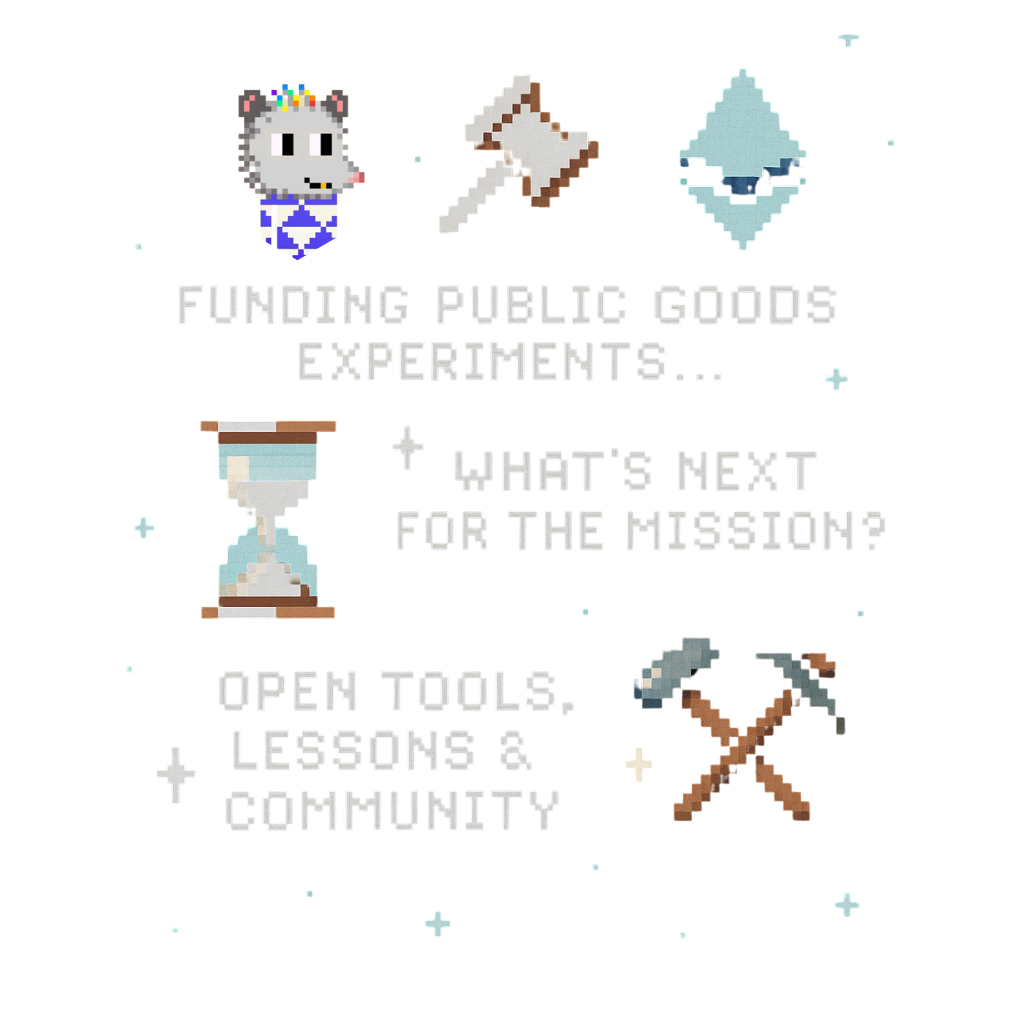 FUNDING PUBLIC GOODS
EXPERIMENTS...
WHAT'S NEXT
FOR THE MISSION?
OPEN TOOLS,
LESSONS &
COMMUNITY